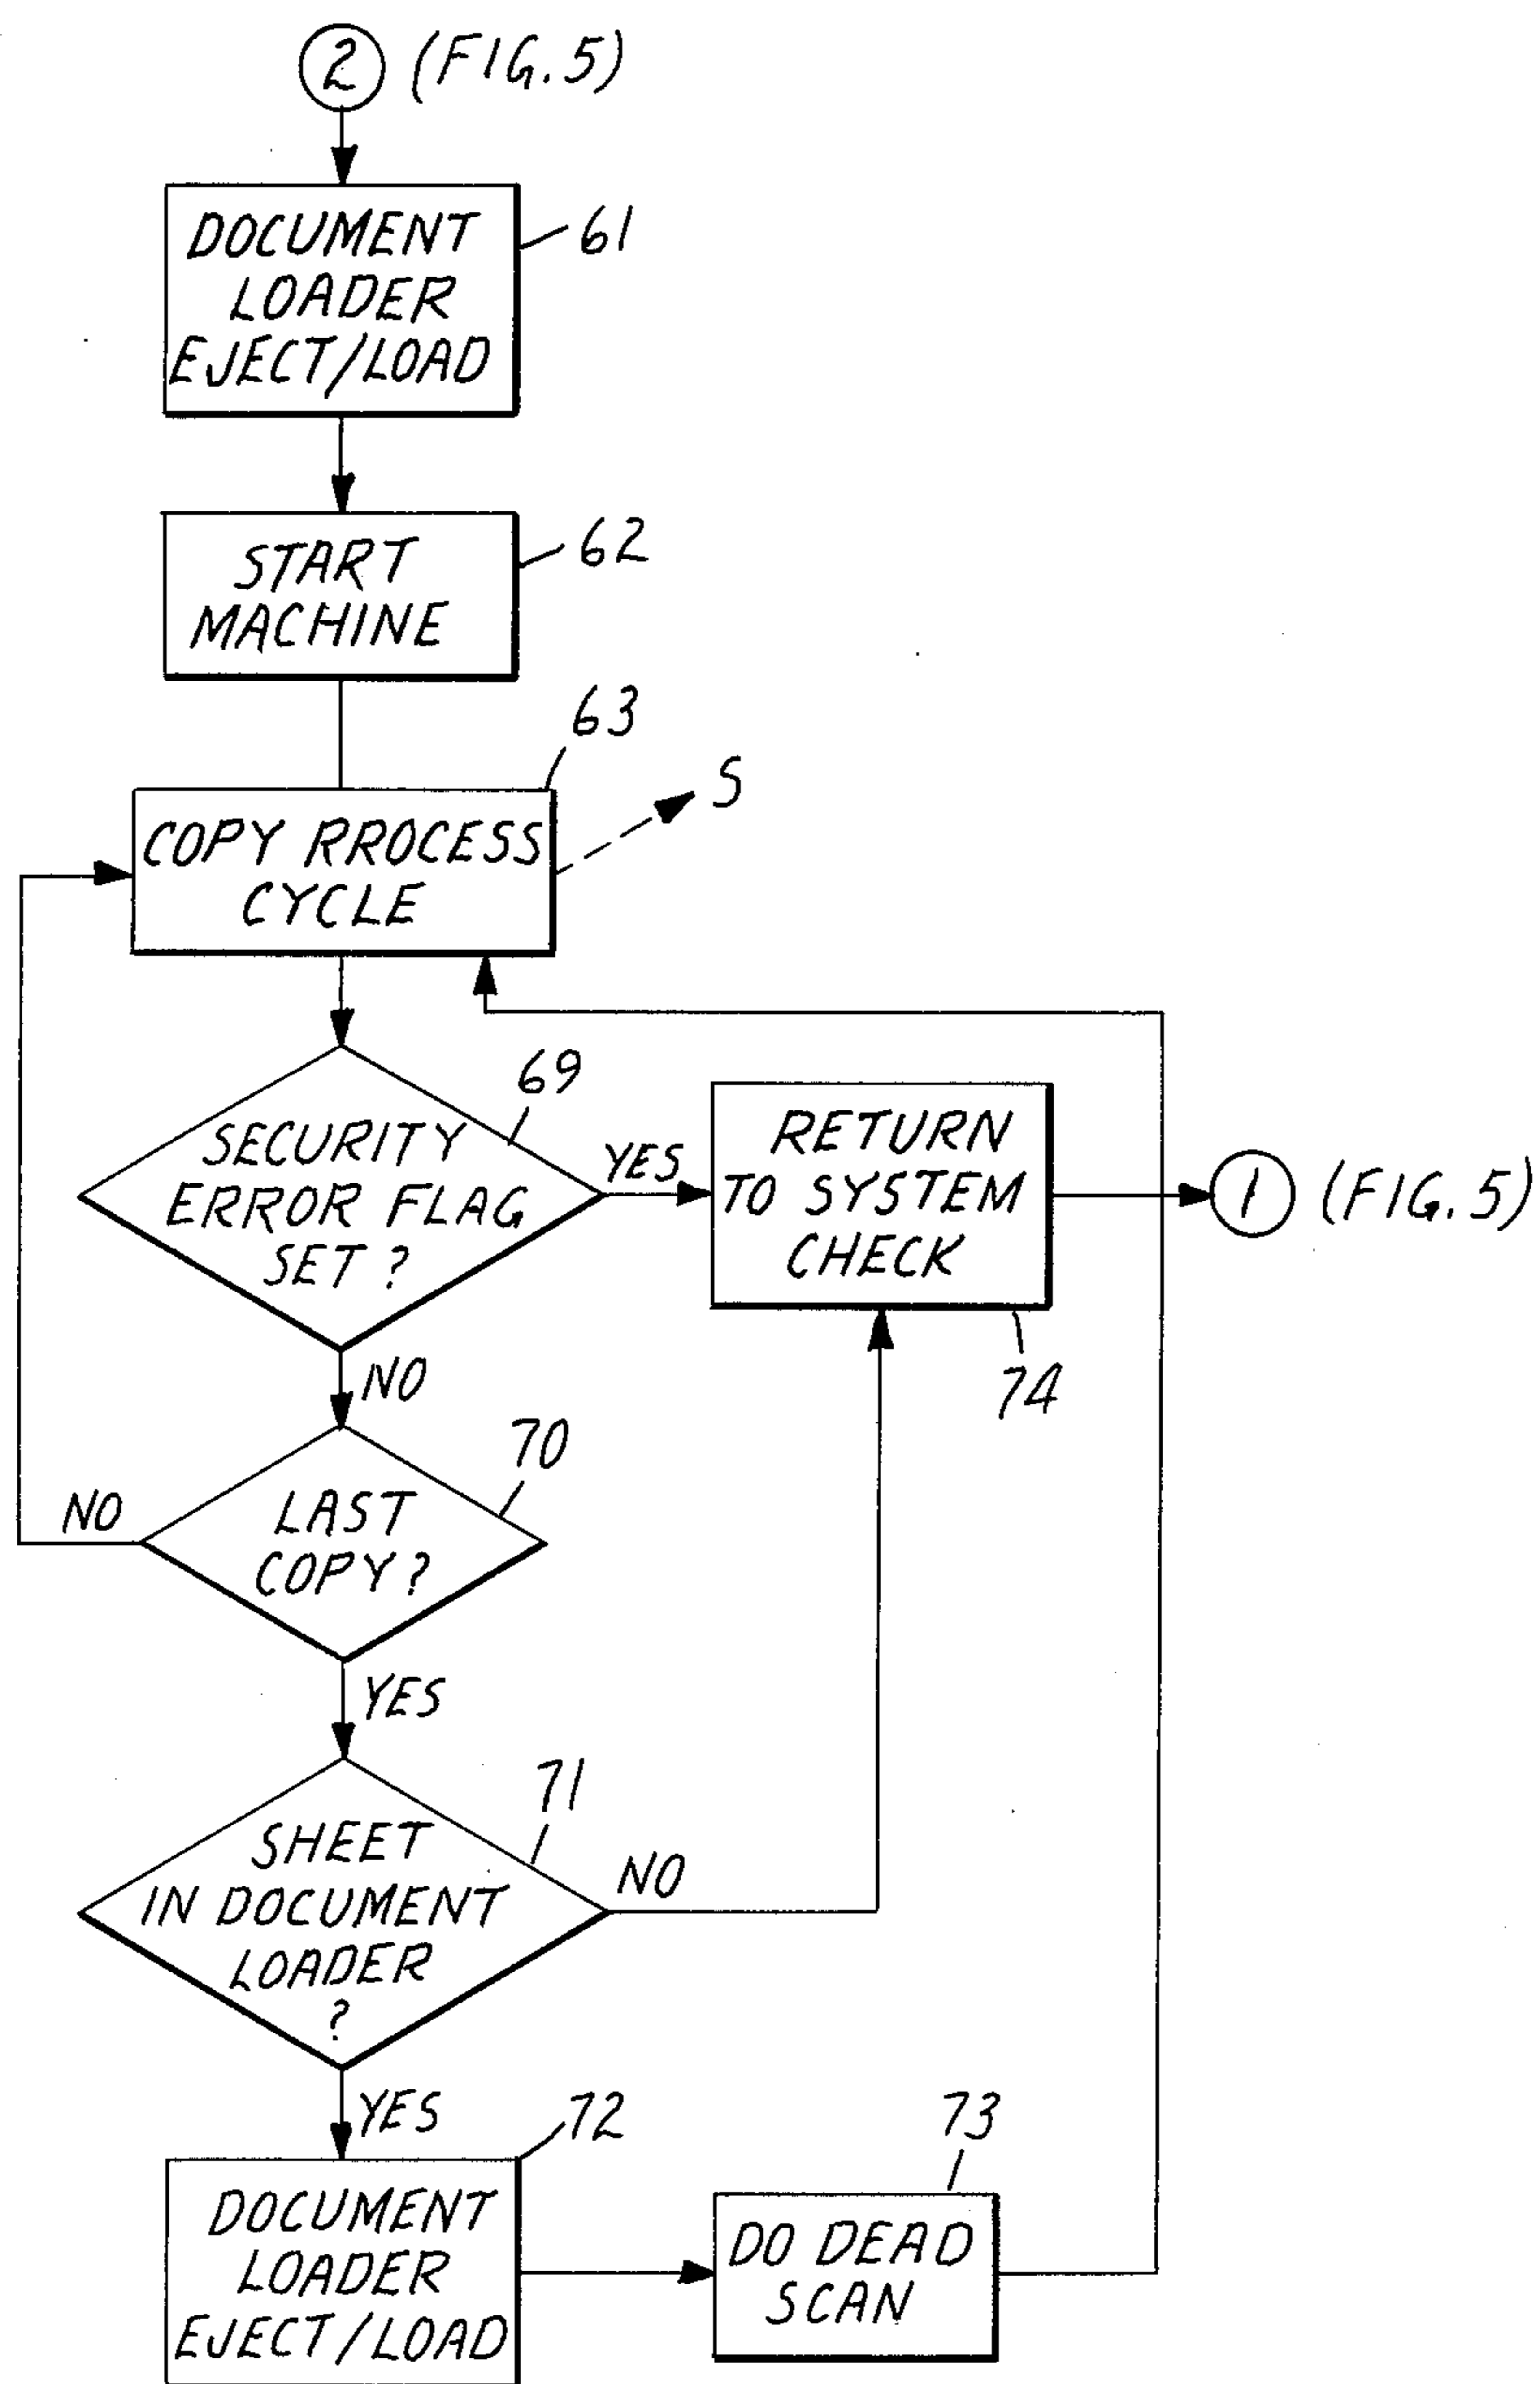 2 (FIG. 5)
DOCUMENT
LOADER
EJECT/LOAD
61
START
MACHINE
62
63
S
COPY RROCESS
CYCLE
69
SECURITY
ERROR FLAG
SET ?
YES
RETURN
TO SYSTEM
CHECK
1 (FIG. 5)
74
NO
70
LAST
COPY ?
NO
YES
71
SHEET
IN DOCUMENT
LOADER
?
NO
YES
72
DOCUMENT
LOADER
EJECT/LOAD
73
DO DEAD
SCAN